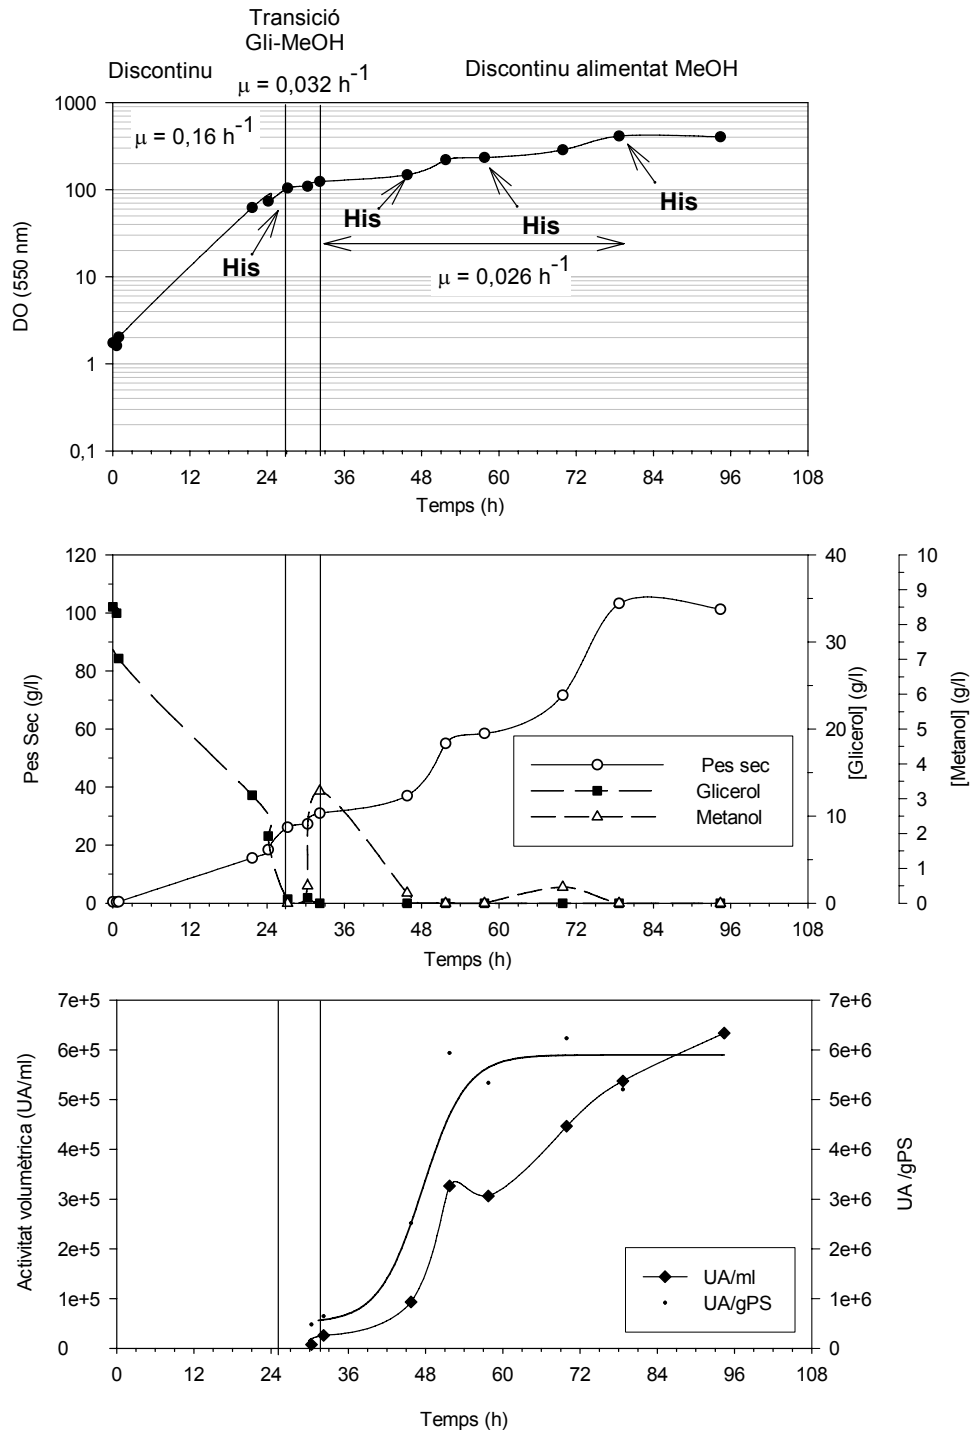 Transició
Gli-MeOH
Discontinu
μ = 0,032 h-1
Discontinu alimentat MeOH
1000
100
10
1
0,1
DO (550 nm)
μ = 0,16 h-1
His
His
His
His
μ = 0,026 h-1
0 12 24 36 48 60 72 84 96 108
Temps (h)
120
100
80
60
40
20
0
Pes Sec (g/l)
40
30
20
10
0
[Glicerol] (g/l)
10
9
8
7
6
5
4
3
2
1
0
[Metanol] (g/l)
Pes sec
Glicerol
Metanol
0 12 24 36 48 60 72 84 96 108
Temps (h)
7e+5
6e+5
5e+5
4e+5
3e+5
2e+5
1e+5
0
Activitat volumètrica (UA/ml)
7e+6
6e+6
5e+6
4e+6
3e+6
2e+6
1e+6
0
UA /gPS
UA/ml
UA/gPS
0 12 24 36 48 60 72 84 96 108
Temps (h)